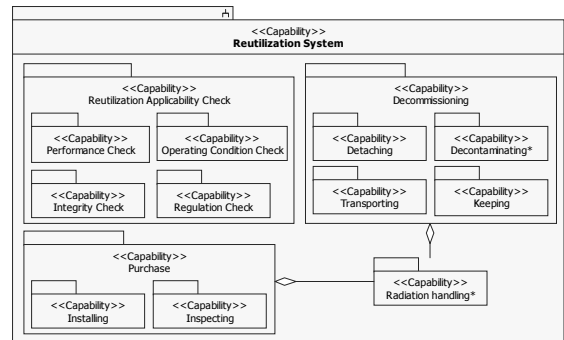 <<Capability>>
Reutilization System
<<Capability>>
Reutilization Applicability Check
<<Capability>>
Performance Check
<<Capability>>
Operating Condition Check
<<Capability>>
Integrity Check
<<Capability>>
Regulation Check
<<Capability>>
Decommissioning
<<Capability>>
Detaching
<<Capability>>
Decontaminating*
<<Capability>>
Transporting
<<Capability>>
Keeping
<<Capability>>
Purchase
<<Capability>>
Installing
<<Capability>>
Inspecting
<<Capability>>
Radiation handling*